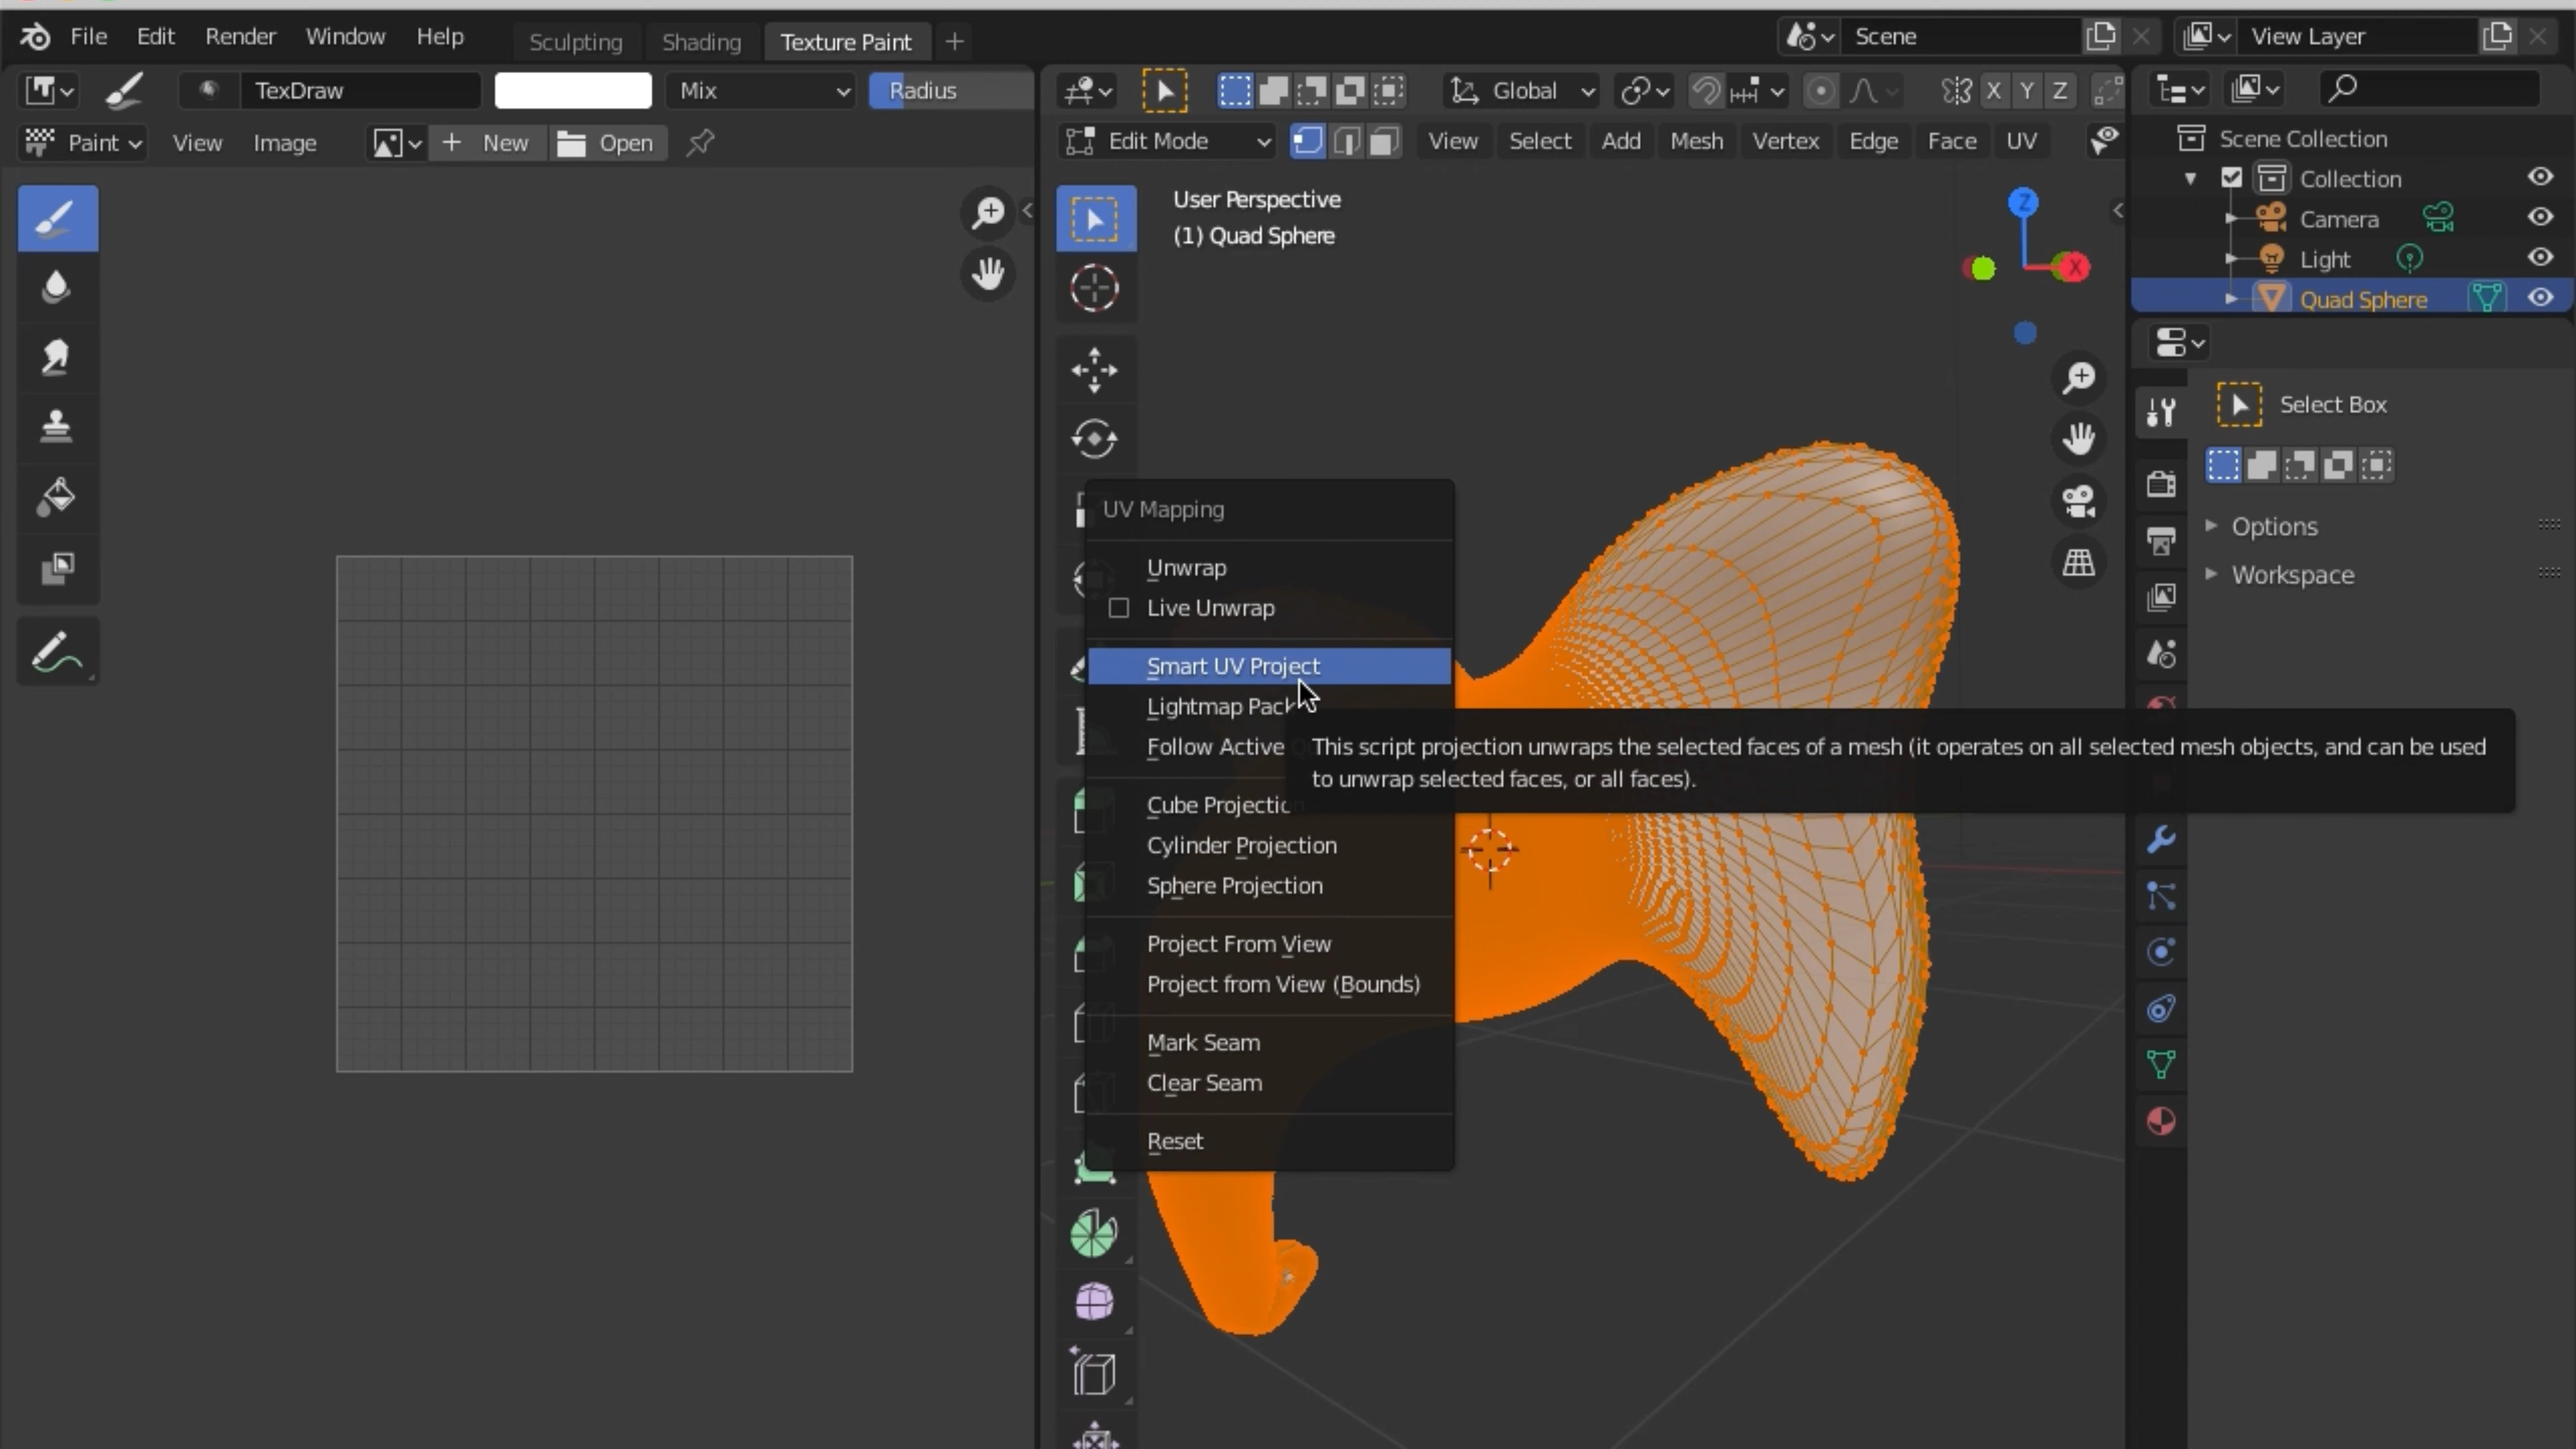 File Edit Render Window Help Sculpting Shading Texture Paint + Scene View Layer
TexDraw Mix Radius Global X Y Z
Paint View Image + New Open Edit Mode View Select Add Mesh Vertex Edge Face UV
User Perspective
(1) Quad Sphere
Z
X
Scene Collection
Collection
Camera
Light
Quad Sphere
Select Box
Options
Workspace
UV Mapping
Unwrap
Live Unwrap
Smart UV Project
Lightmap Pack
Follow Active
This script projection unwraps the selected faces of a mesh (it operates on all selected mesh objects, and can be used
to unwrap selected faces, or all faces).
Cube Projectio
Cylinder Projection
Sphere Projection
Project From View
Project from View (Bounds)
Mark Seam
Clear Seam
Reset